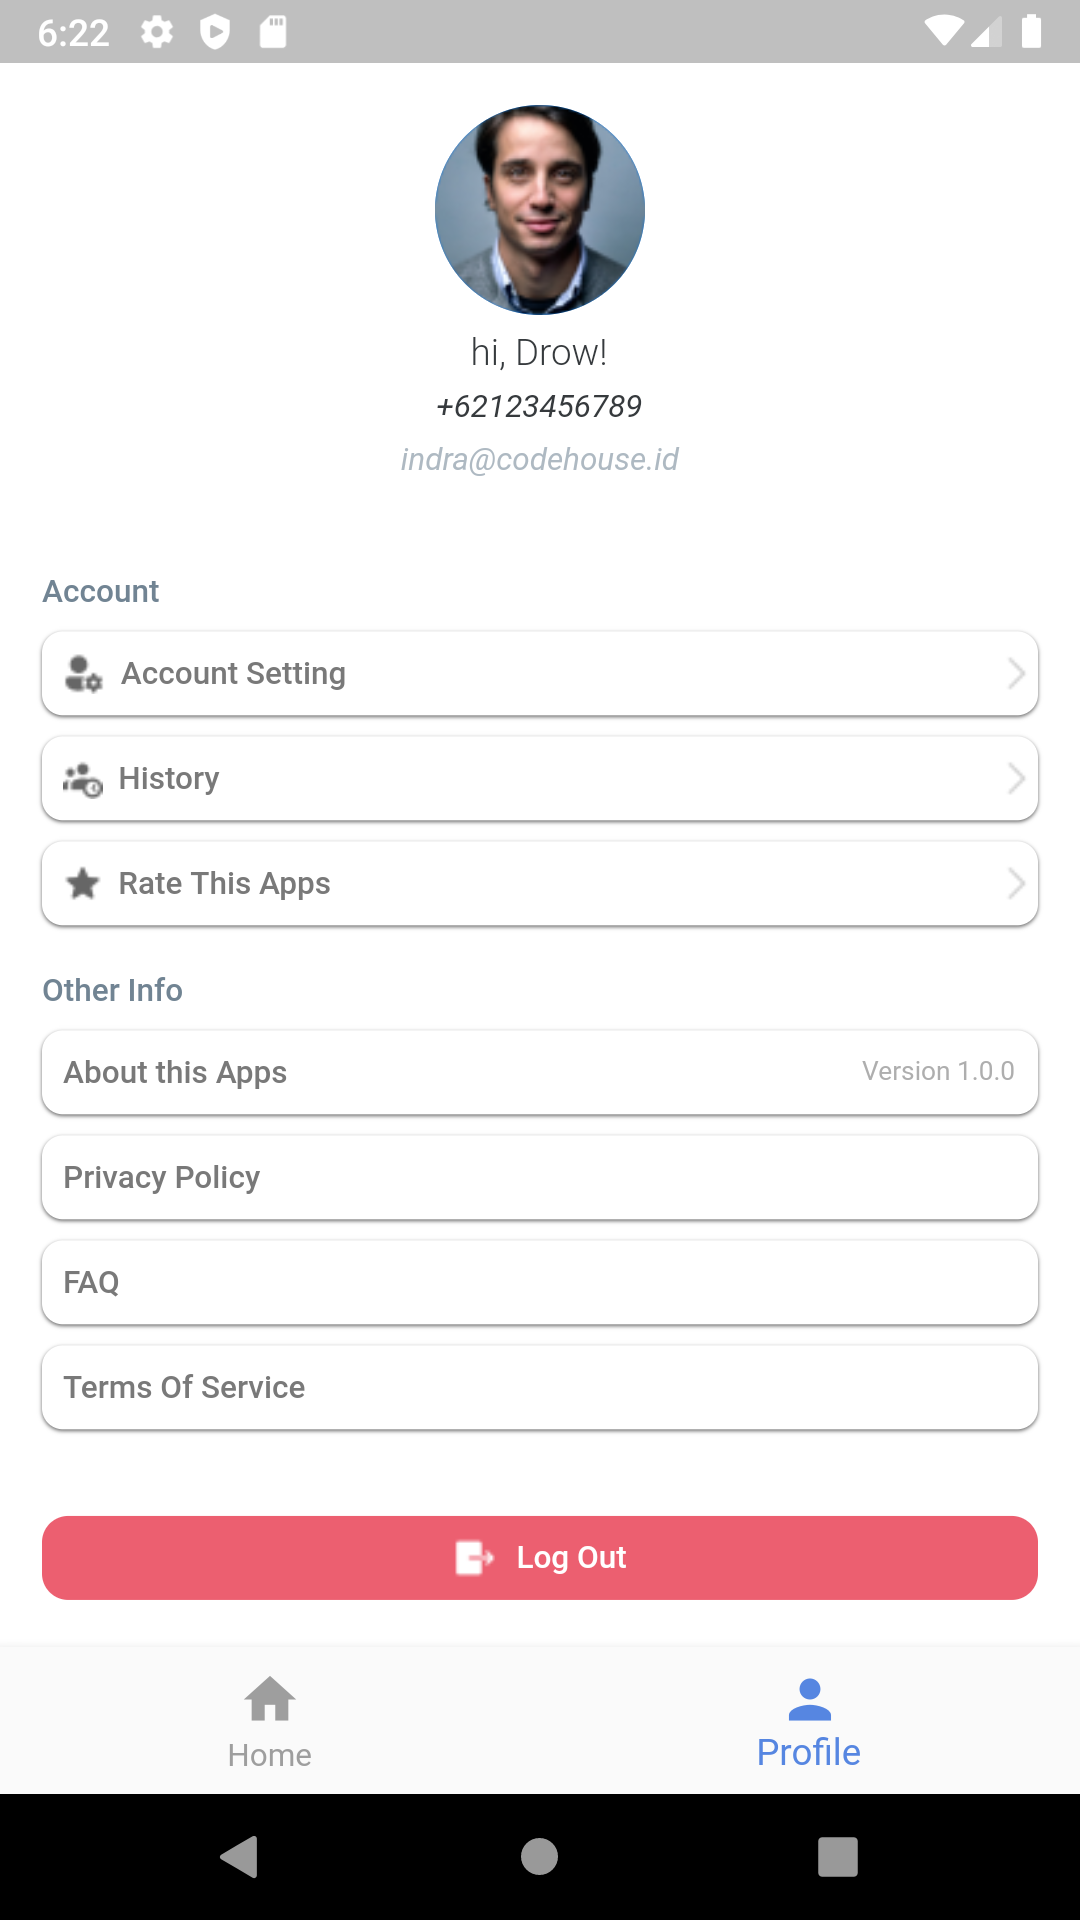 6:22
hi, Drow!
+62123456789
indra@codehouse.id
Account
Account Setting
History
Rate This Apps
Other Info
About this Apps
Version 1.0.0
Privacy Policy
FAQ
Terms Of Service
Log Out
Home
Profile